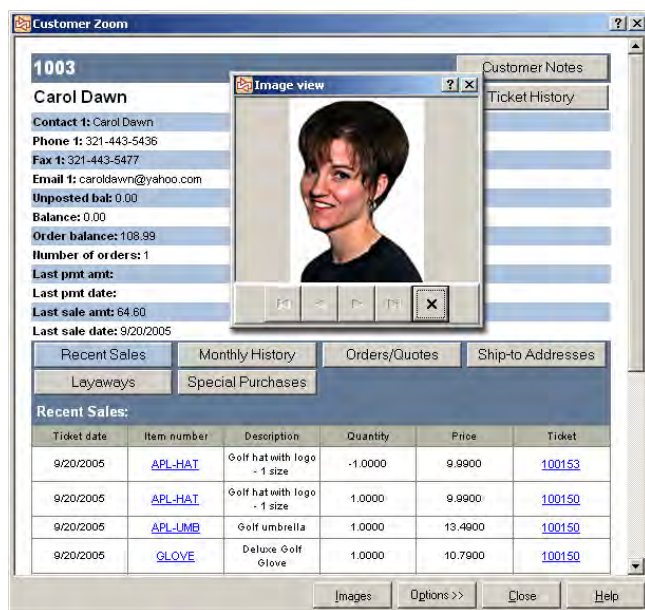 Customer Zoom
1003
Customer Notes
Carol Dawn
Ticket History
Image view
Contact 1: Carol Dawn
Phone 1: 321-443-5436
Fax 1: 321-443-5477
Email 1: caroldawn@yahoo.com
Unposted bal: 0.00
Balance: 0.00
Order balance: 108.99
Number of orders: 1
Last pmt amt:
Last pmt date:
Last sale amt: 64.60
Last sale date: 9/20/2005
Recent Sales Monthly History Orders/Quotes Ship-to Addresses
Layaways Special Purchases
Recent Sales:
Ticket date Item number Description Quantity Price Ticket
9/20/2005 APL-HAT Golf hat with logo - 1 size -1.0000 9.9900 100153
9/20/2005 APL-HAT Golf hat with logo - 1 size 1.0000 9.9900 100150
9/20/2005 APL-UMB Golf umbrella 1.0000 13.4900 100150
9/20/2005 GLOVE Deluxe Golf Glove 1.0000 10.7900 100150
Images Options >> Close Help